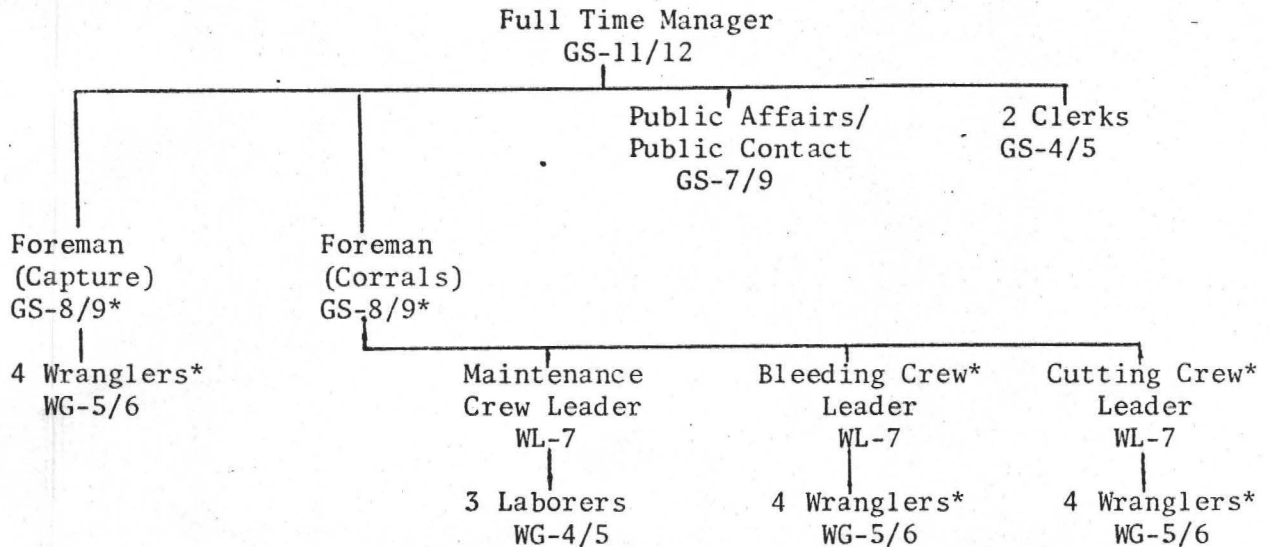 Full Time Manager
GS-11/12
Public Affairs/
Public Contact
GS-7/9
2 Clerks
GS-4/5
Foreman
(Capture)
GS-8/9*
Foreman
(Corrals)
GS-8/9*
4 Wranglers*
WG-5/6
Maintenance
Crew Leader
WL-7
Bleeding Crew*
Leader
WL-7
Cutting Crew*
Leader
WL-7
3 Laborers
WG-4/5
4 Wranglers*
WG-5/6
4 Wranglers*
WG-5/6